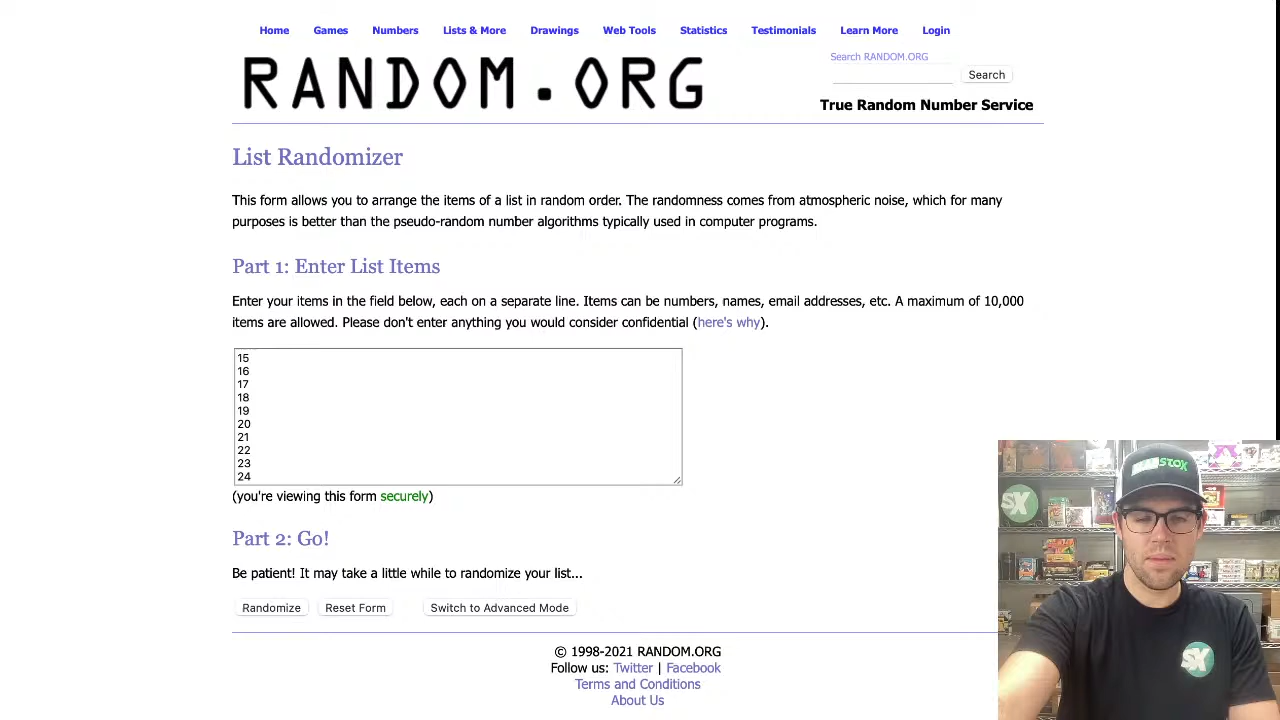 Home Games Numbers Lists & More Drawings Web Tools Statistics Testimonials Learn More Login
RANDOM.ORG
Search RANDOM.ORG
Search
True Random Number Service
List Randomizer
This form allows you to arrange the items of a list in random order. The randomness comes from atmospheric noise, which for many
purposes is better than the pseudo-random number algorithms typically used in computer programs.
Part 1: Enter List Items
Enter your items in the field below, each on a separate line. Items can be numbers, names, email addresses, etc. A maximum of 10,000
items are allowed. Please don't enter anything you would consider confidential (here's why).
15
16
17
18
19
20
21
22
23
24
(you're viewing this form securely)
Part 2: Go!
Be patient! It may take a little while to randomize your list...
Randomize Reset Form Switch to Advanced Mode
© 1998-2021 RANDOM.ORG
Follow us: Twitter | Facebook
Terms and Conditions
About Us
SX
SX